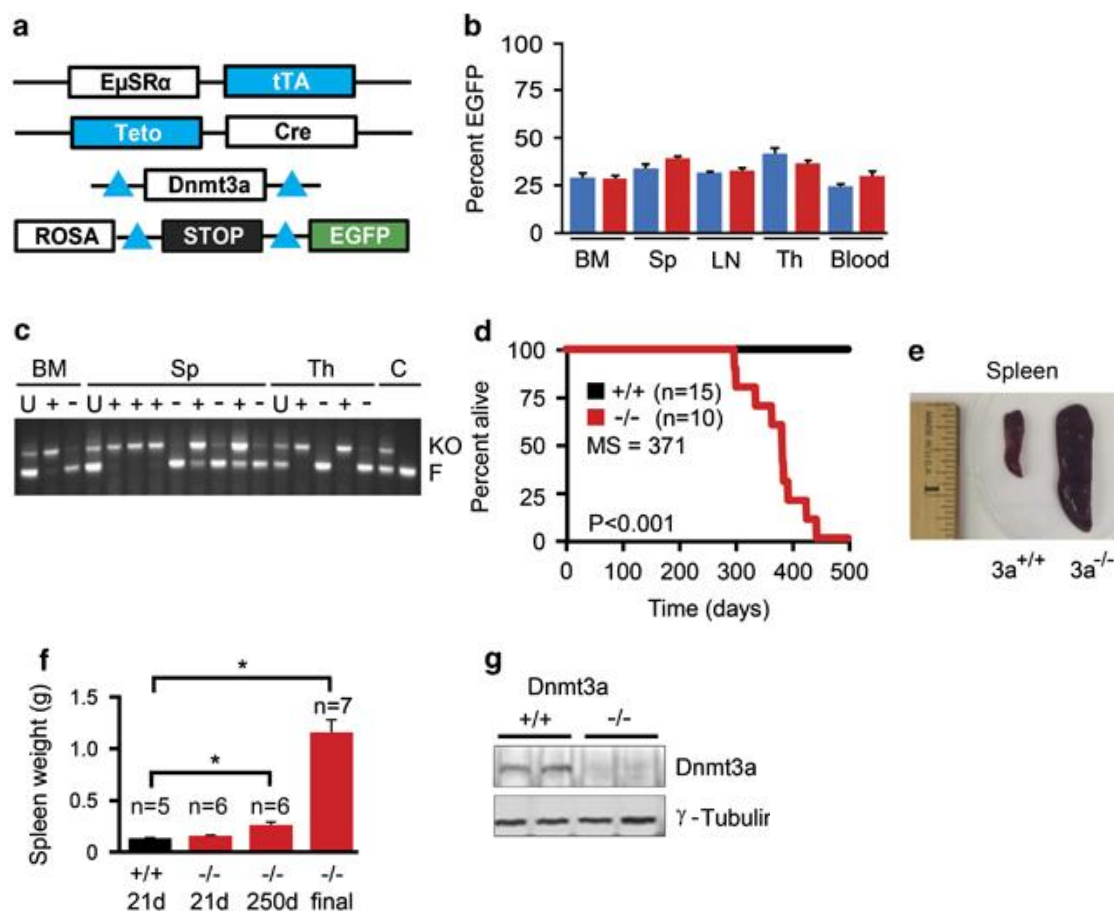 a
EµSRα tTA
Teto Cre
Dnmt3a
ROSA STOP EGFP
b
Percent EGFP
100
75
50
25
0
BM Sp LN Th Blood
c
BM Sp Th C
U + - U + + + - + - + - U + - + -
KO
F
d
Percent alive
100
75
50
25
0
+/+ (n=15)
-/- (n=10)
MS = 371
P<0.001
0 100 200 300 400 500
Time (days)
e
Spleen
1
3a+/+ 3a-/-
f
Spleen weight (g)
1.5
1.0
0.5
0
*
*
n=5 n=6 n=6 n=7
+/+ -/- -/- -/-
21d 21d 250d final
g
Dnmt3a
+/+ -/-
Dnmt3a
γ-Tubulir